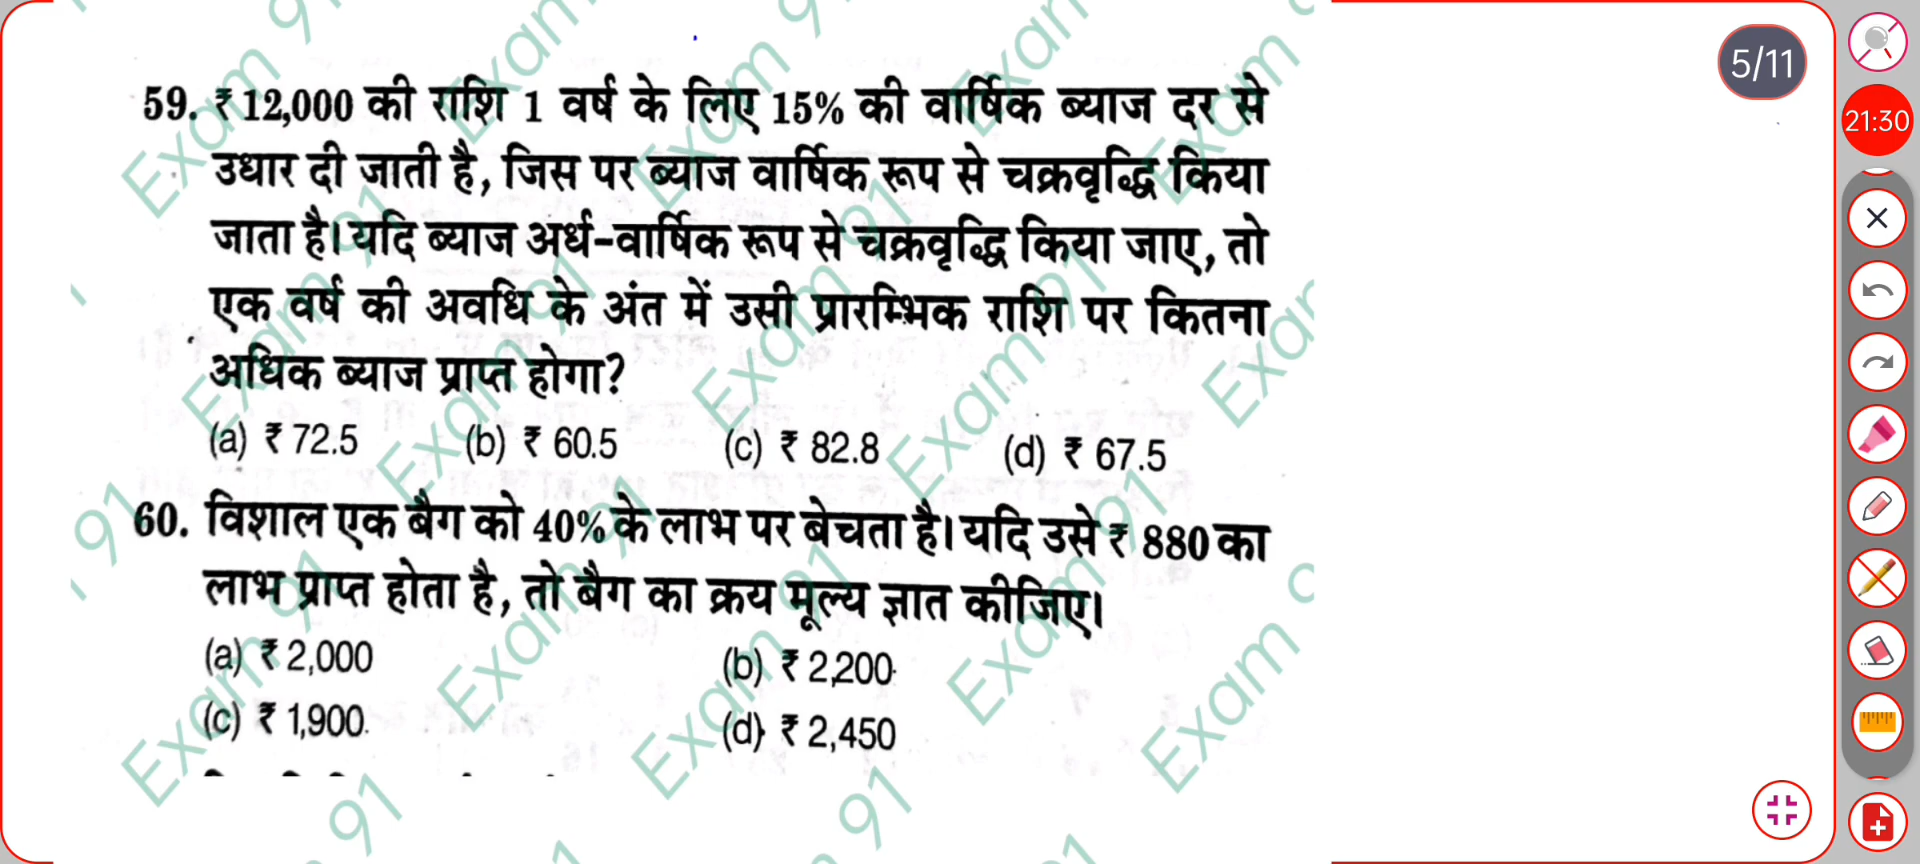 5/11
21:30
59. ₹12,000 की राशि 1 वर्ष के लिए 15% की वार्षिक ब्याज दर से
उधार दी जाती है, जिस पर ब्याज वार्षिक रूप से चक्रवृद्धि किया
जाता है। यदि ब्याज अर्ध-वार्षिक रूप से चक्रवृद्धि किया जाए, तो
एक वर्ष की अवधि के अंत में उसी प्रारम्भिक राशि पर कितना
अधिक ब्याज प्राप्त होगा?
(a) ₹ 72.5 (b) ₹ 60.5 (c) ₹ 82.8 (d) ₹ 67.5
60. विशाल एक बैग को 40% के लाभ पर बेचता है। यदि उसे ₹ 880 का
लाभ प्राप्त होता है, तो बैग का क्रय मूल्य ज्ञात कीजिए।
(a) ₹ 2,000 (b) ₹ 2,200
(c) ₹ 1,900 (d) ₹ 2,450
Exam 91